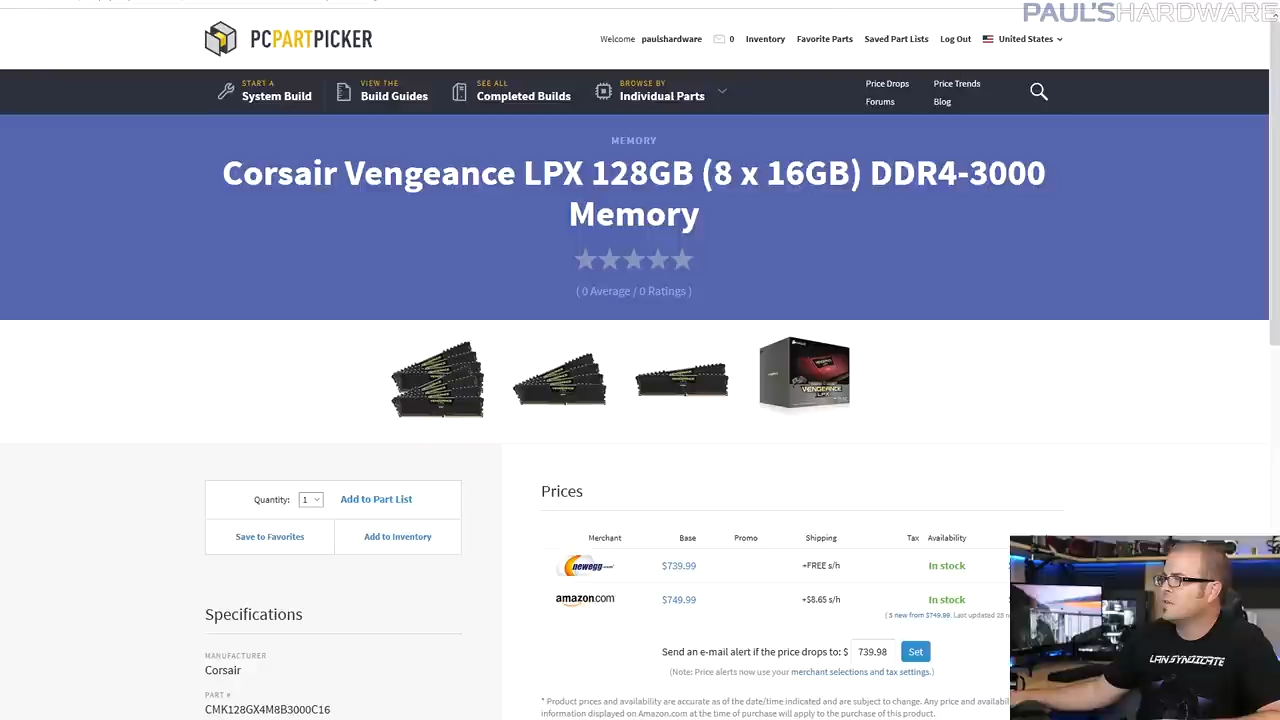 PAUL'SHARDWARE
PCPARTPICKER
Welcome paulshardware 0 Inventory Favorite Parts Saved Part Lists Log Out United States
START A
System Build
VIEW THE
Build Guides
SEE ALL
Completed Builds
BROWSE BY
Individual Parts
Price Drops Price Trends
Forums Blog
MEMORY
Corsair Vengeance LPX 128GB (8 x 16GB) DDR4-3000
Memory
( 0 Average / 0 Ratings )
VENGEANCE
LPX
Quantity: 1 Add to Part List
Save to Favorites Add to Inventory
Specifications
MANUFACTURER
Corsair
PART #
CMK128GX4M8B3000C16
Prices
Merchant Base Promo Shipping Tax Availability
newegg.com $739.99 +FREE s/h In stock
amazon.com $749.99 +$8.65 s/h In stock
Send an e-mail alert if the price drops to: $ 739.98 Set
(Note: Price alerts now use your merchant selections and tax settings.)
* Product prices and availability are accurate as of the date/time indicated and are subject to change. Any price and availabil
information displayed on Amazon.com at the time of purchase will apply to the purchase of this product.
LAN SYNDICATE